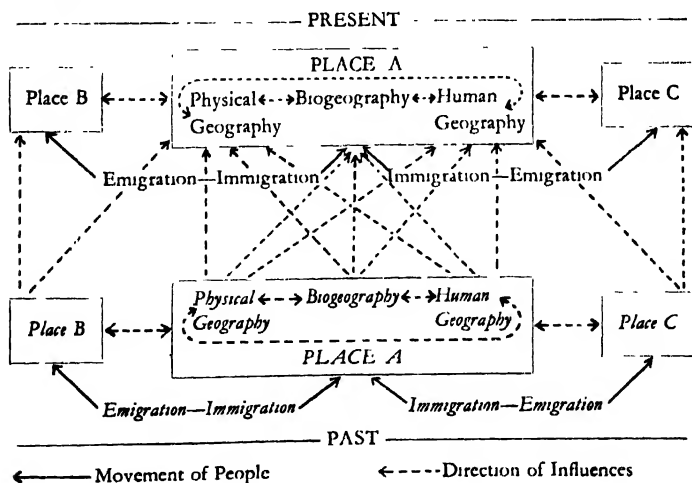 PRESENT
PLACE A
Place B
Physical Biogeography Human
Place C
Geography Geography
Emigration—Immigration Immigration—Emigration
Physical Biogeography Human
Place B
Geography Geography
Place C
PLACE A
Emigration—Immigration Immigration—Emigration
PAST
Movement of People Direction of Influences